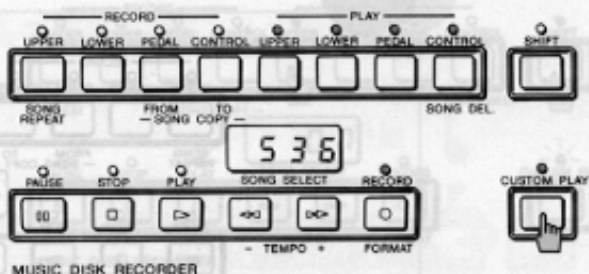 RECORD PLAY
UPPER LOWER PEDAL CONTROL UPPER LOWER PEDAL CONTROL SHIFT
SONG REPEAT FROM TO SONG DEL.
— SONG COPY —
536
PAUSE STOP PLAY SONG SELECT RECORD CUSTOM PLAY
− TEMPO + FORMAT
MUSIC DISK RECORDER